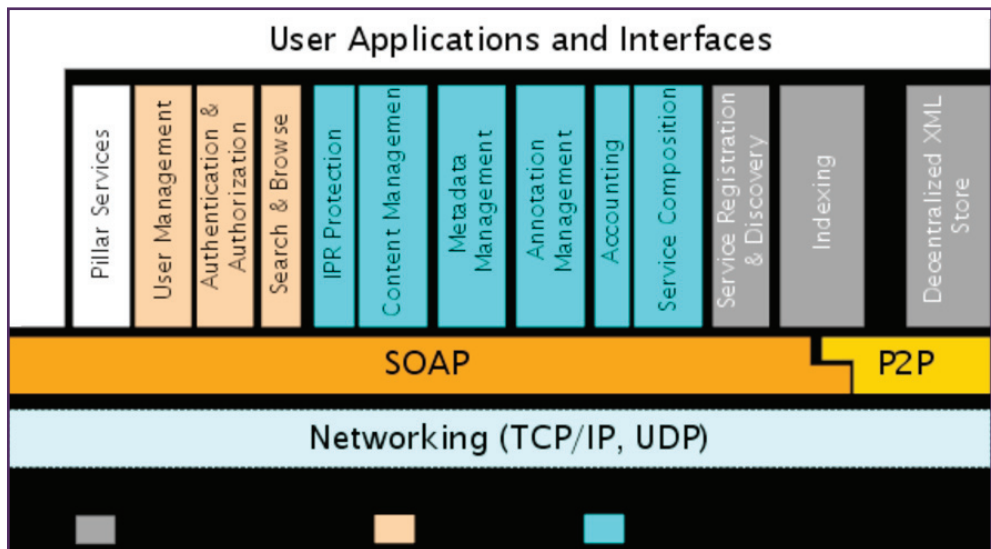 User Applications and Interfaces
Pillar Services
User Management
Authentication &
Authorization
Search & Browse
IPR Protection
Content Managemen
Metadata
Management
Annotation
Management
Accounting
Service Composition
Service Registration
& Discovery
Indexing
Decentralized XML
Store
SOAP
P2P
Networking (TCP/IP, UDP)